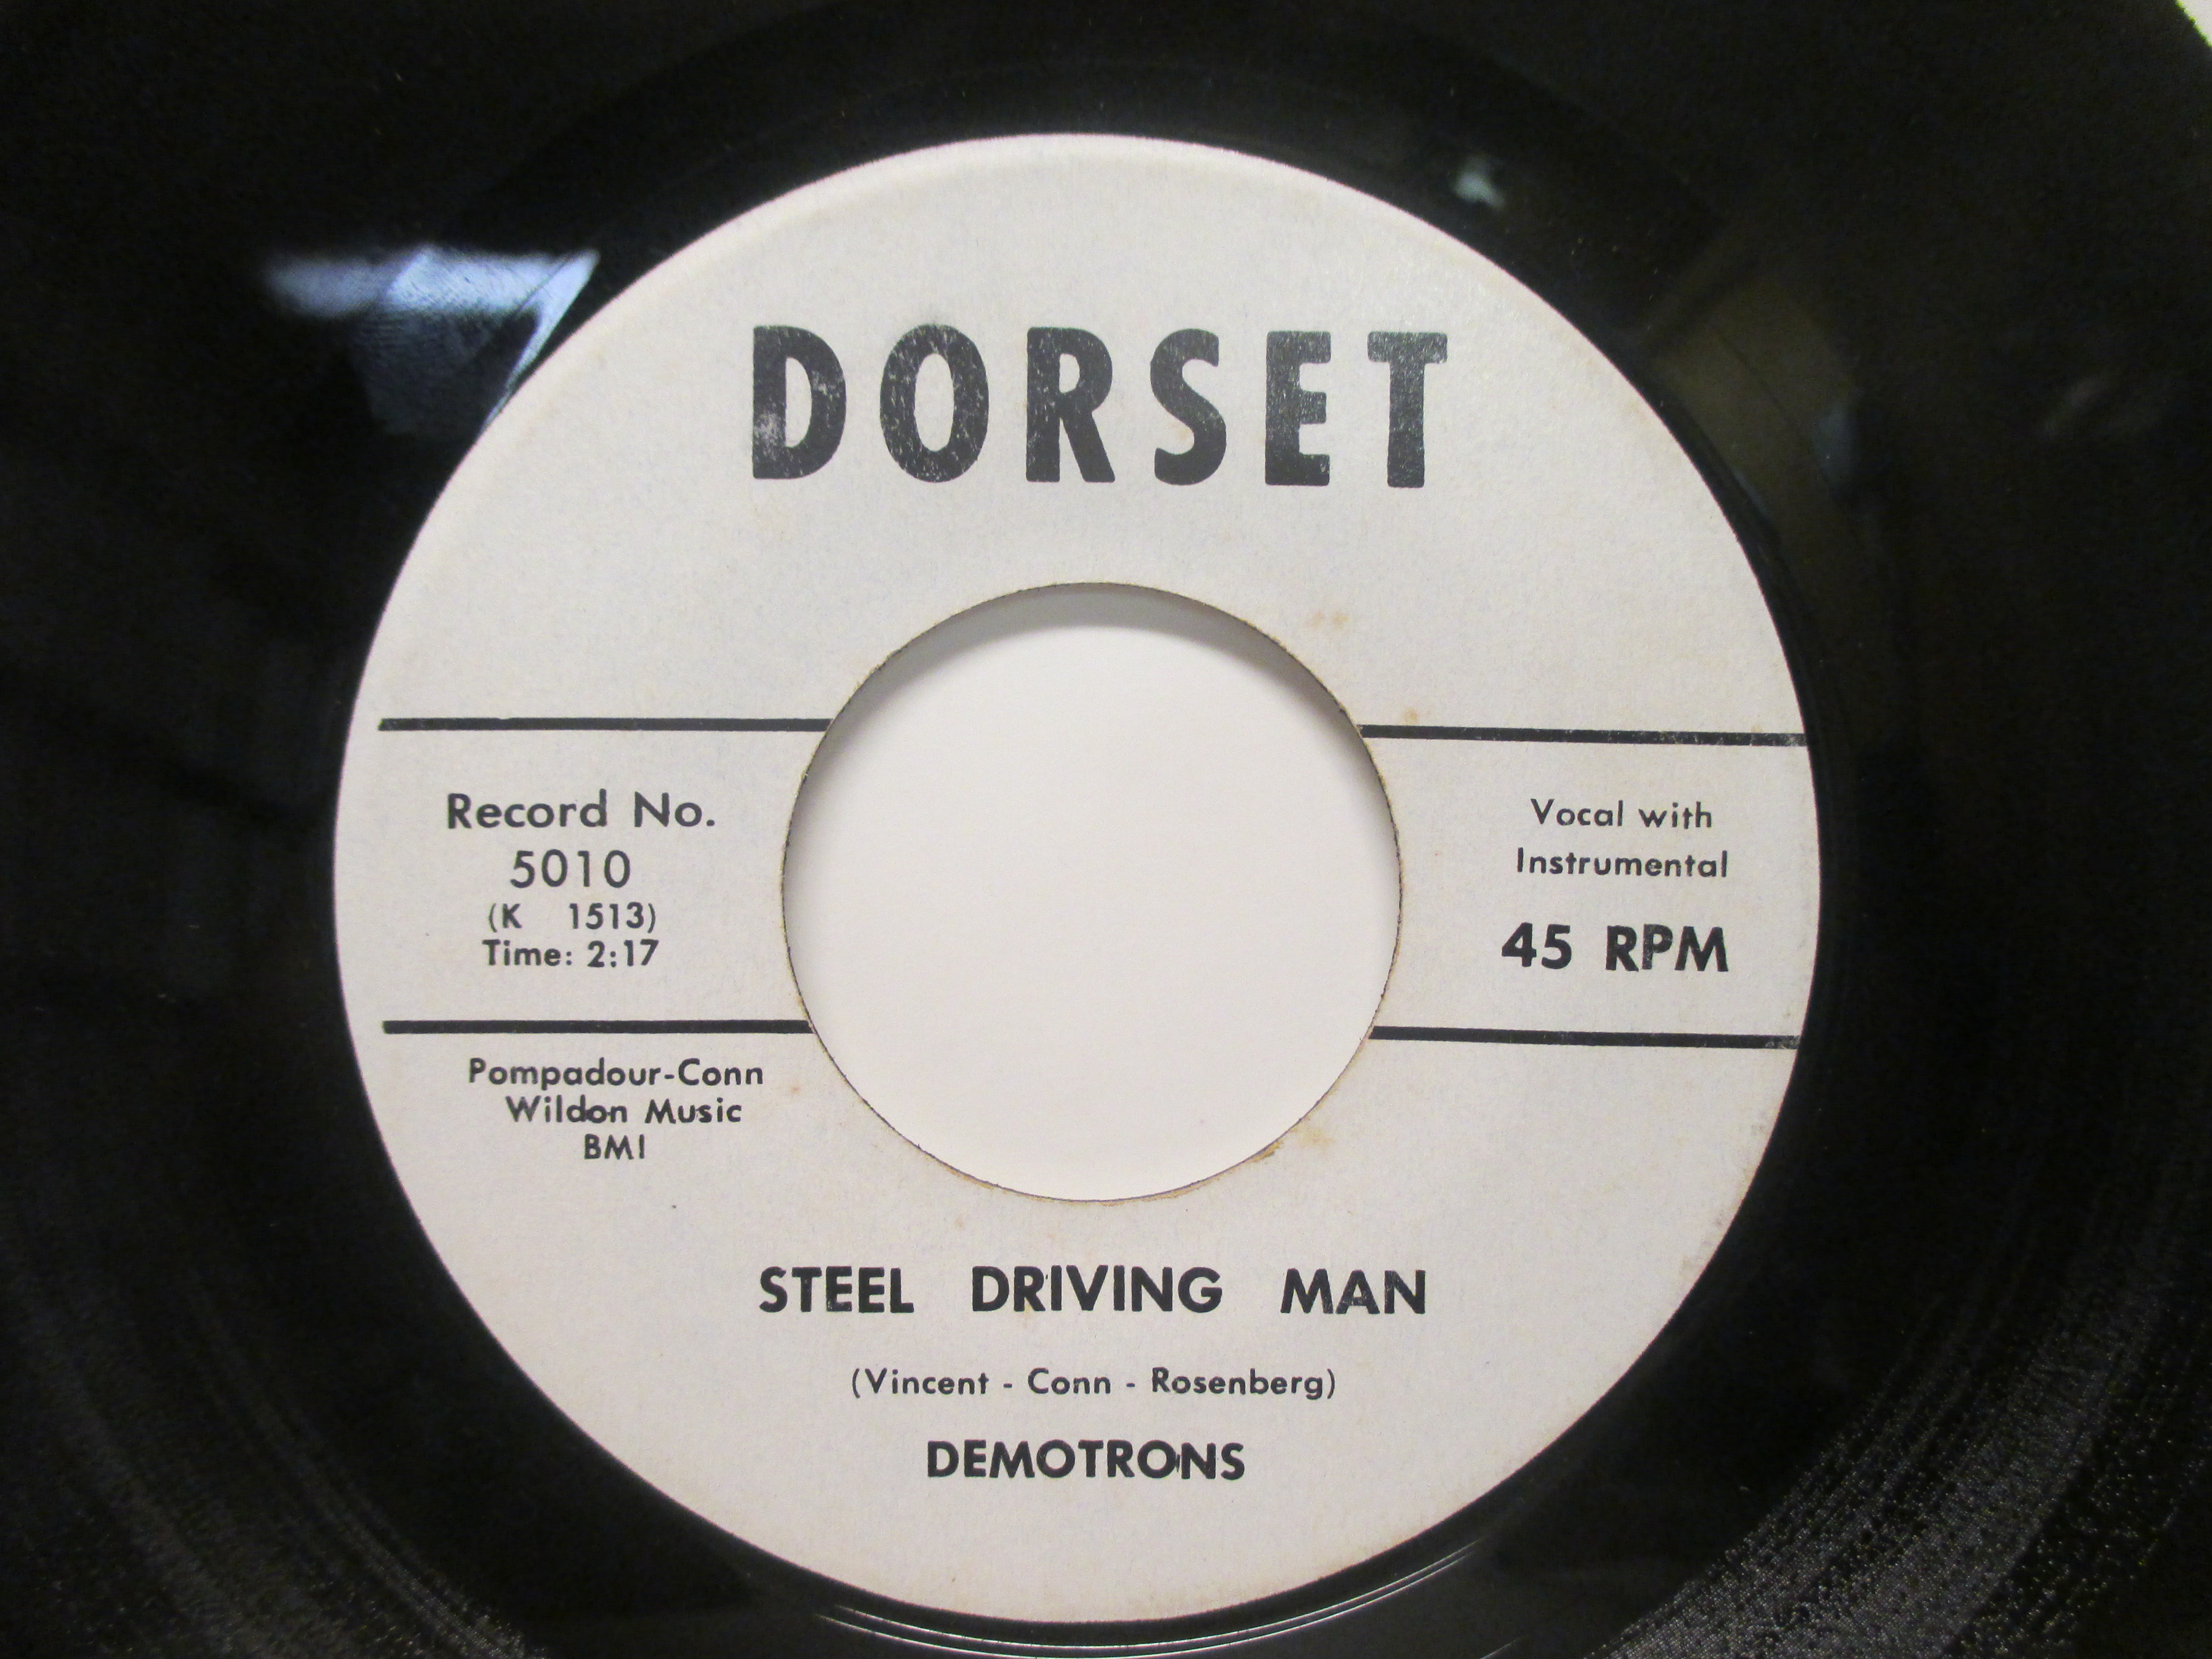 DORSET
Record No.
5010
(K 1513)
Time: 2:17
Vocal with
Instrumental
45 RPM
Pompadour-Conn
Wildon Music
BMI
STEEL DRIVING MAN
(Vincent - Conn - Rosenberg)
DEMOTRONS